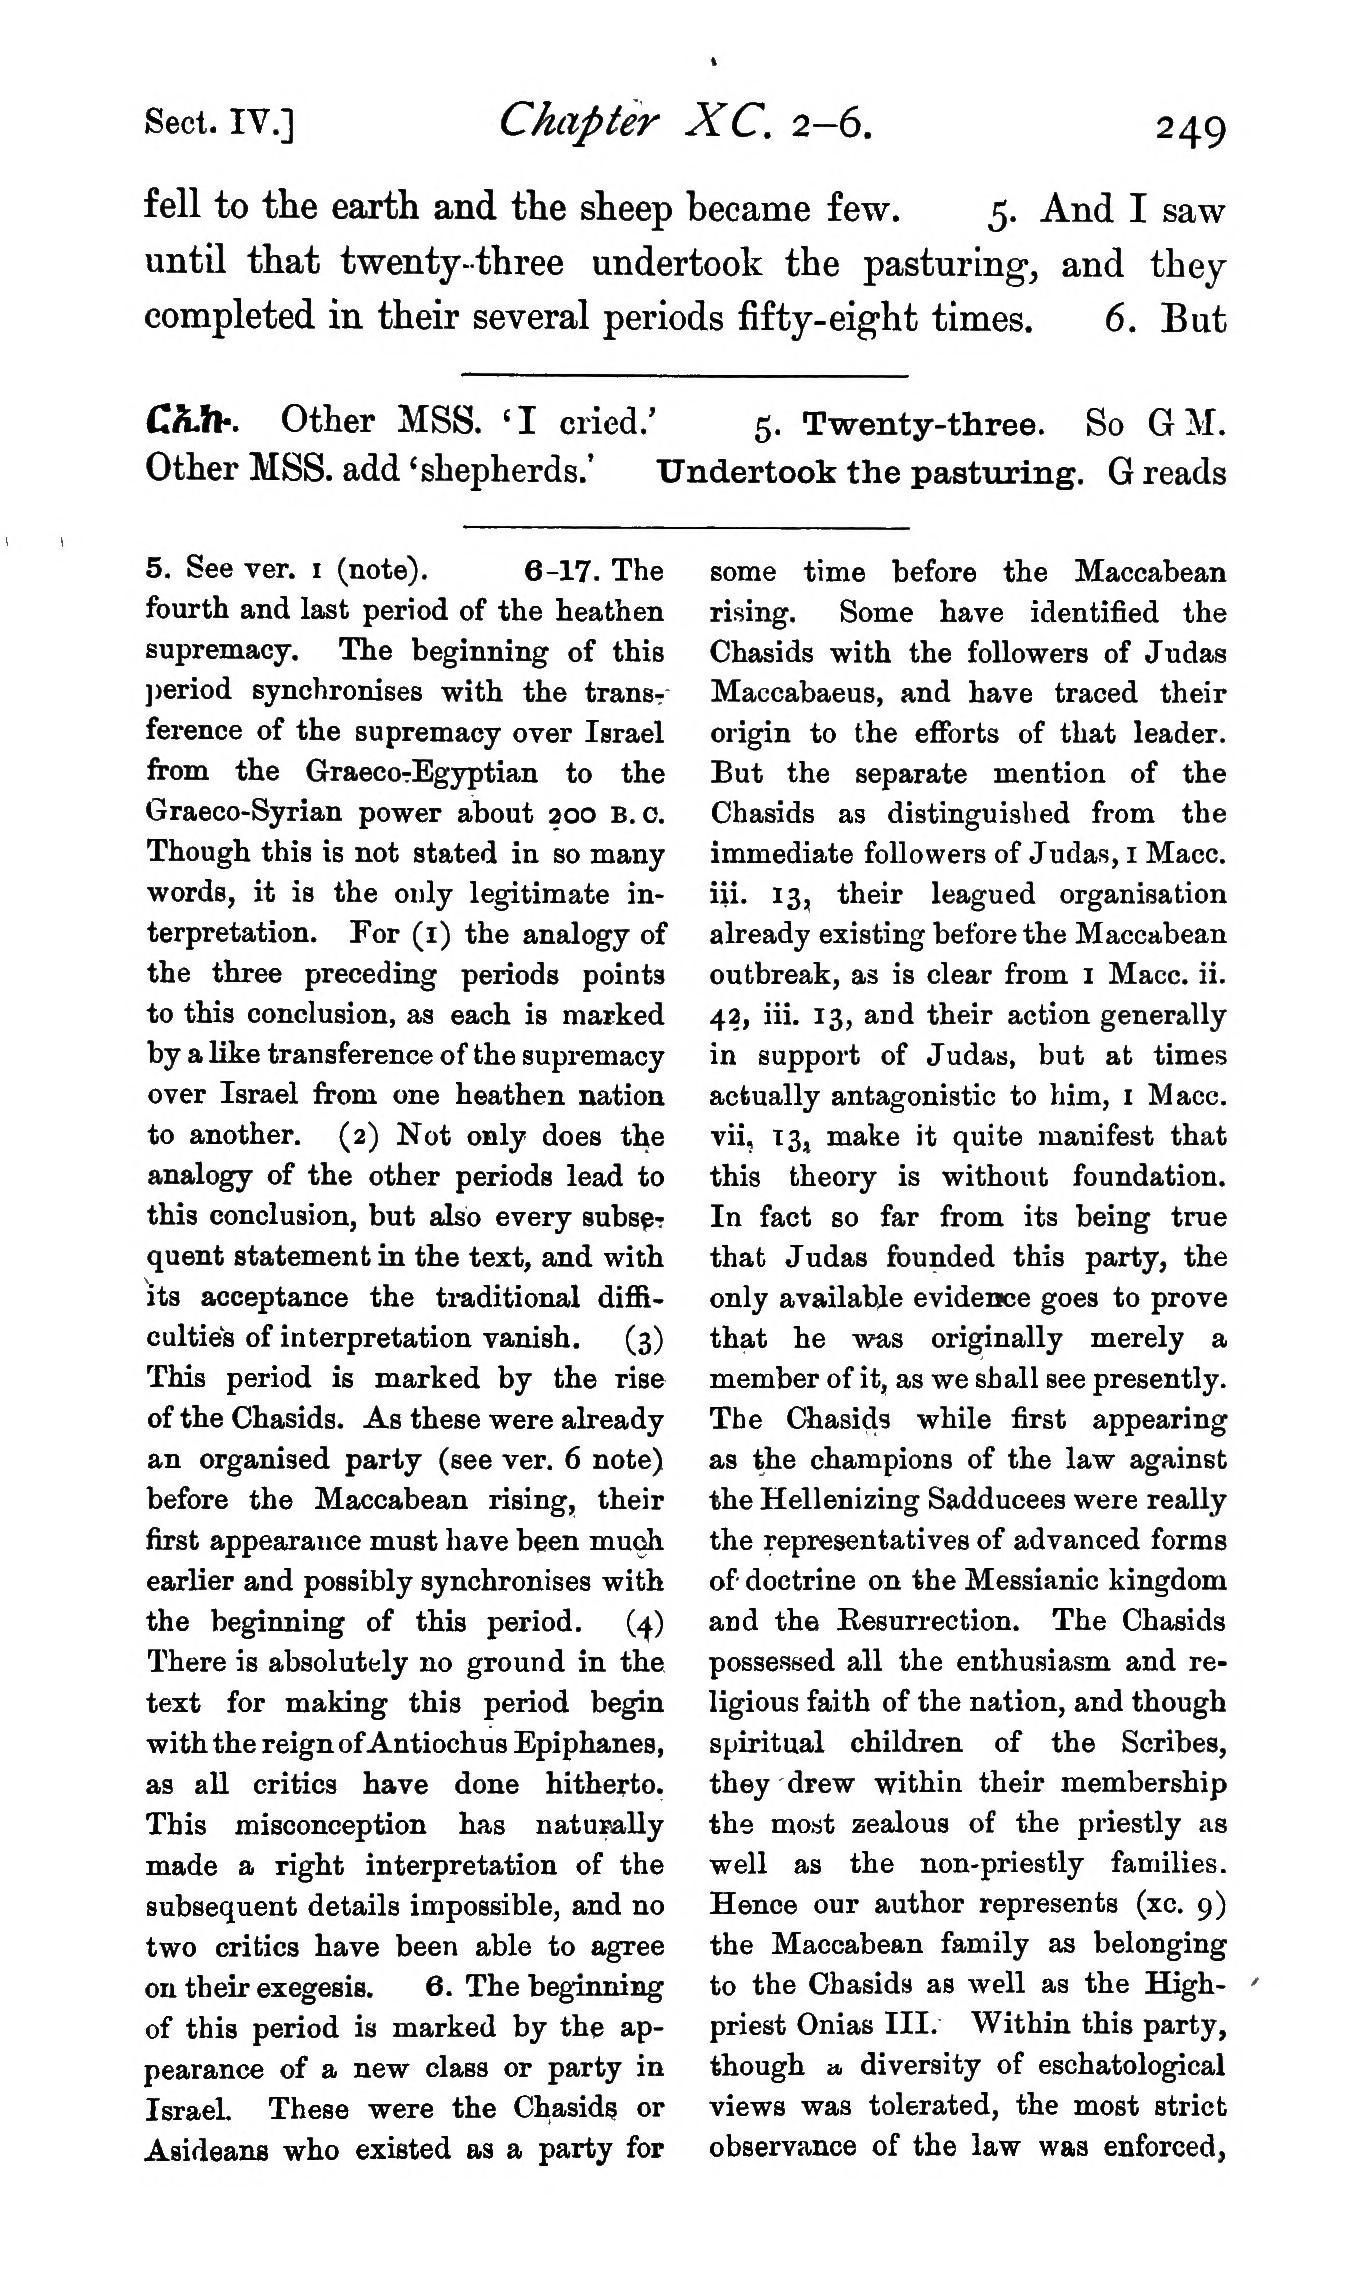 Sect. IV.] Chapter XC. 2–6. 249
fell to the earth and the sheep became few. 5. And I saw
until that twenty-three undertook the pasturing, and they
completed in their several periods fifty-eight times. 6. But
ርኢኩ. Other MSS. ‘I cried.’ 5. Twenty-three. So G M.
Other MSS. add ‘shepherds.’ Undertook the pasturing. G reads
5. See ver. 1 (note). 6–17. The
fourth and last period of the heathen
supremacy. The beginning of this
period synchronises with the trans-
ference of the supremacy over Israel
from the Graeco-Egyptian to the
Graeco-Syrian power about 200 B.C.
Though this is not stated in so many
words, it is the only legitimate in-
terpretation. For (1) the analogy of
the three preceding periods points
to this conclusion, as each is marked
by a like transference of the supremacy
over Israel from one heathen nation
to another. (2) Not only does the
analogy of the other periods lead to
this conclusion, but also every subse-
quent statement in the text, and with
its acceptance the traditional diffi-
culties of interpretation vanish. (3)
This period is marked by the rise
of the Chasids. As these were already
an organised party (see ver. 6 note)
before the Maccabean rising, their
first appearance must have been much
earlier and possibly synchronises with
the beginning of this period. (4)
There is absolutely no ground in the
text for making this period begin
with the reign of Antiochus Epiphanes,
as all critics have done hitherto.
This misconception has naturally
made a right interpretation of the
subsequent details impossible, and no
two critics have been able to agree
on their exegesis. 6. The beginning
of this period is marked by the ap-
pearance of a new class or party in
Israel. These were the Chasids or
Asideans who existed as a party for
some time before the Maccabean
rising. Some have identified the
Chasids with the followers of Judas
Maccabaeus, and have traced their
origin to the efforts of that leader.
But the separate mention of the
Chasids as distinguished from the
immediate followers of Judas, 1 Macc.
iii. 13, their leagued organisation
already existing before the Maccabean
outbreak, as is clear from 1 Macc. ii.
42, iii. 13, and their action generally
in support of Judas, but at times
actually antagonistic to him, 1 Macc.
vii. 13, make it quite manifest that
this theory is without foundation.
In fact so far from its being true
that Judas founded this party, the
only available evidence goes to prove
that he was originally merely a
member of it, as we shall see presently.
The Chasids while first appearing
as the champions of the law against
the Hellenizing Sadducees were really
the representatives of advanced forms
of doctrine on the Messianic kingdom
and the Resurrection. The Chasids
possessed all the enthusiasm and re-
ligious faith of the nation, and though
spiritual children of the Scribes,
they drew within their membership
the most zealous of the priestly as
well as the non-priestly families.
Hence our author represents (xc. 9)
the Maccabean family as belonging
to the Chasids as well as the High-
priest Onias III. Within this party,
though a diversity of eschatological
views was tolerated, the most strict
observance of the law was enforced,